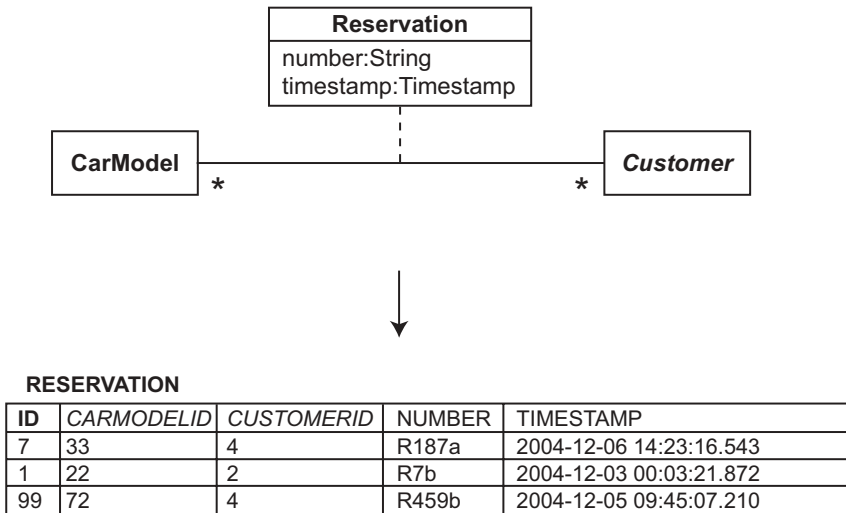 Reservation
number:String
timestamp:Timestamp
CarModel
Customer
*
*
RESERVATION
ID CARMODELID CUSTOMERID NUMBER TIMESTAMP
7 33 4 R187a 2004-12-06 14:23:16.543
1 22 2 R7b 2004-12-03 00:03:21.872
99 72 4 R459b 2004-12-05 09:45:07.210